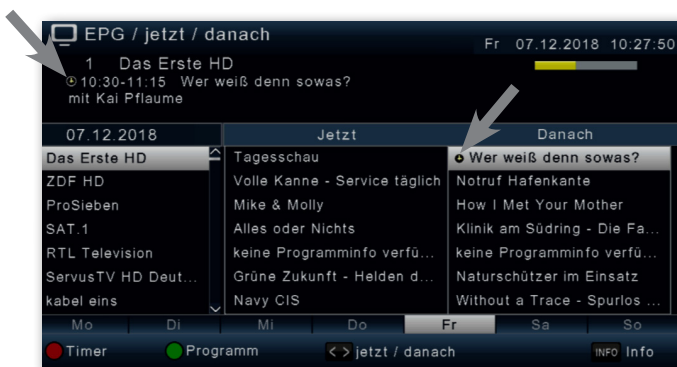 EPG / jetzt / danach
Fr 07.12.2018 10:27:50
1 Das Erste HD
10:30-11:15 Wer weiß denn sowas?
mit Kai Pflaume
07.12.2018 Jetzt Danach
Das Erste HD Tagesschau Wer weiß denn sowas?
ZDF HD Volle Kanne - Service täglich Notruf Hafenkante
ProSieben Mike & Molly How I Met Your Mother
SAT.1 Alles oder Nichts Klinik am Südring - Die Fa...
RTL Television keine Programminfo verfü... keine Programminfo verfü...
ServusTV HD Deut... Grüne Zukunft - Helden d... Naturschützer im Einsatz
kabel eins Navy CIS Without a Trace - Spurlos ...
Mo Di Mi Do Fr Sa So
Timer Programm < > jetzt / danach INFO Info